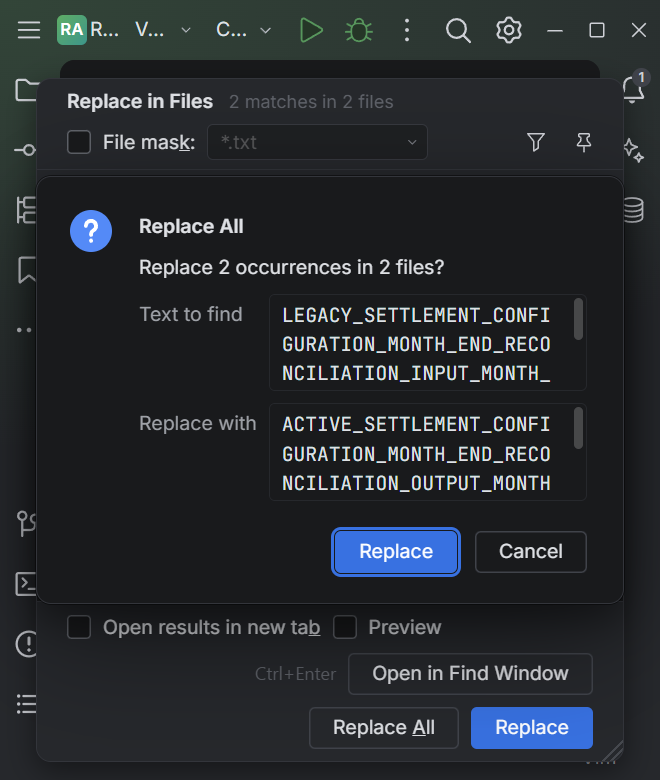 RA R... V... C...
Replace in Files 2 matches in 2 files
1
File mask: *.txt
Replace All
Replace 2 occurrences in 2 files?
Text to find
LEGACY_SETTLEMENT_CONFI
GURATION_MONTH_END_RECO
NCILIATION_INPUT_MONTH_
Replace with
ACTIVE_SETTLEMENT_CONFI
GURATION_MONTH_END_RECO
NCILIATION_OUTPUT_MONTH
Replace Cancel
Open results in new tab Preview
Ctrl+Enter Open in Find Window
Replace All Replace